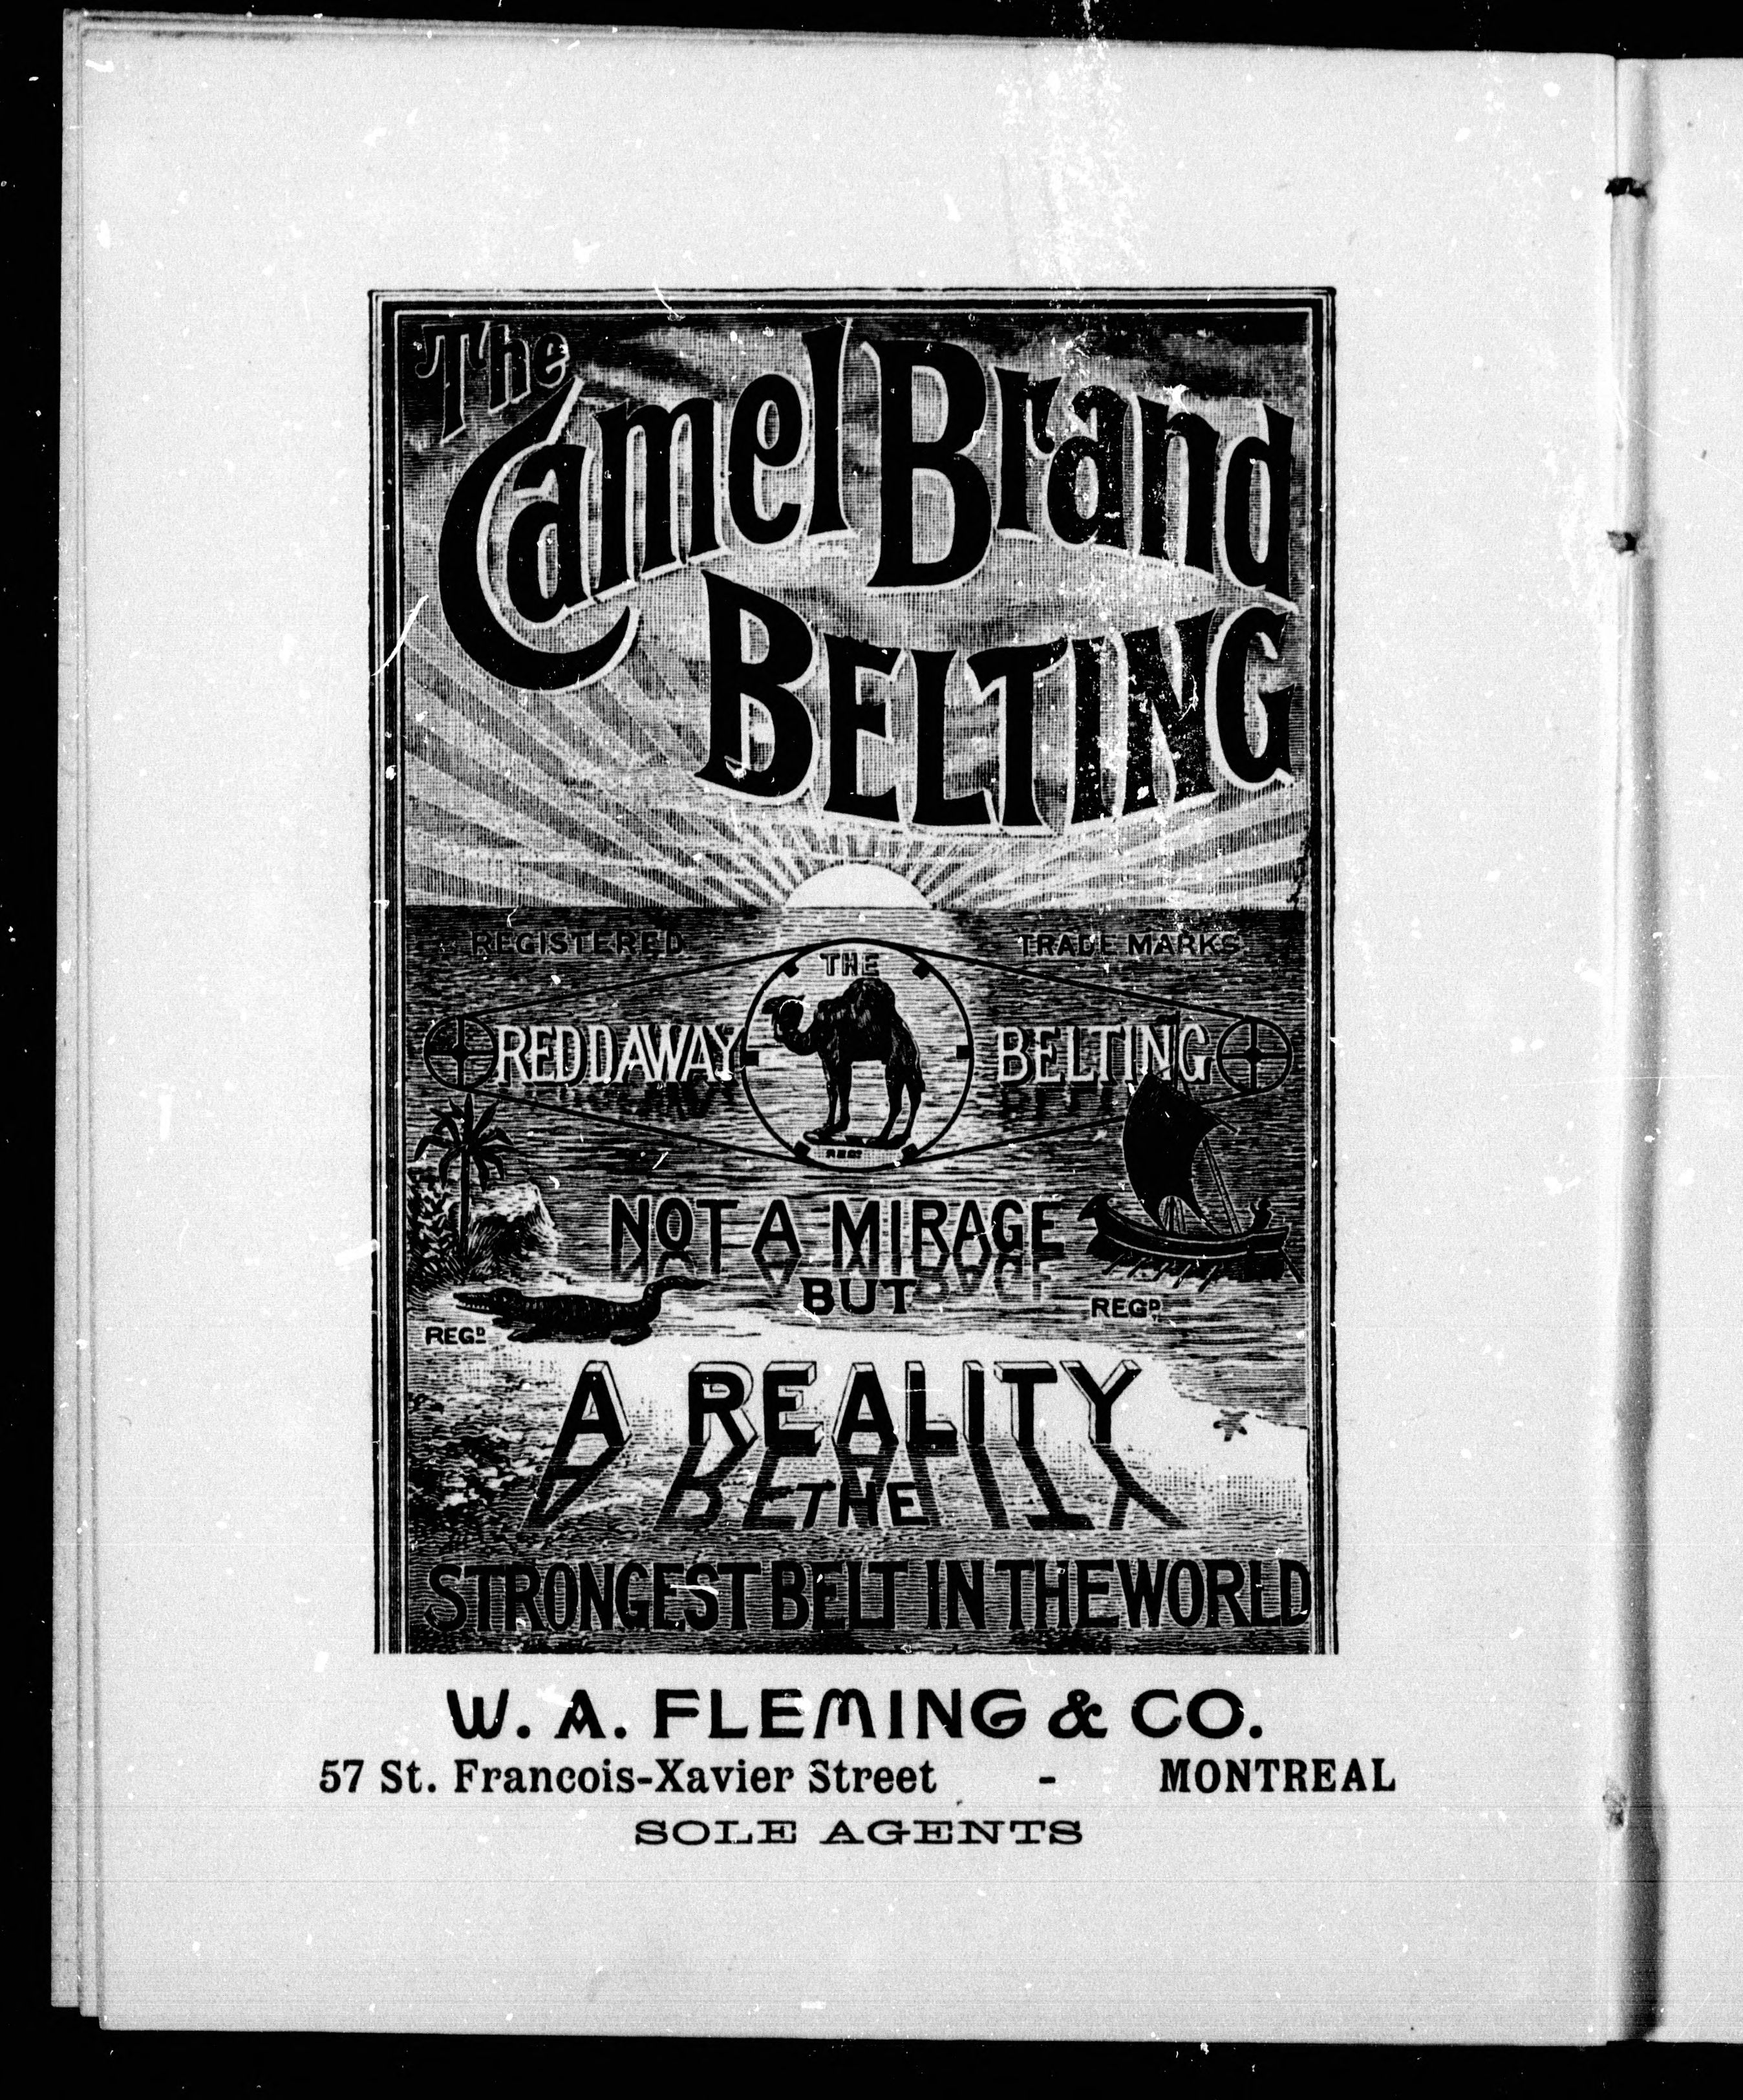 The
Camel Brand
BELTING
REGISTERED TRADE MARKS
THE
REDDAWAY BELTING
REGD
NOT A MIRAGE
BUT
REGD
REGD
A REALITY
THE
STRONGEST BELT IN THE WORLD
W. A. FLEMING & CO.
57 St. Francois-Xavier Street - MONTREAL
SOLE AGENTS